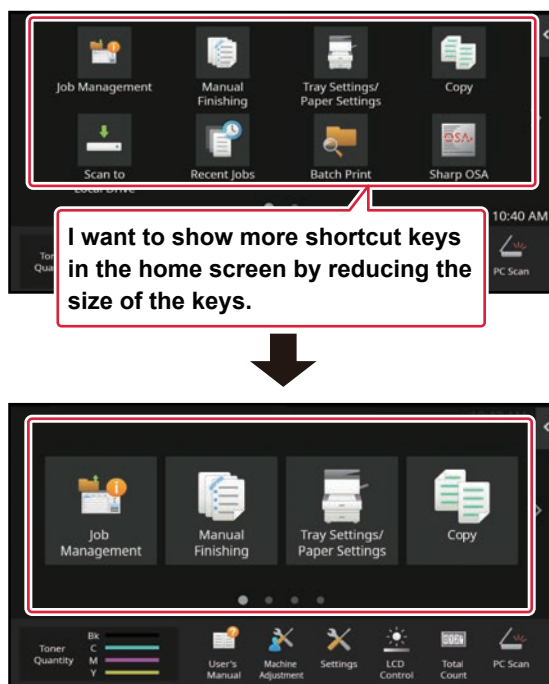 Job Management
Manual
Finishing
Tray Settings/
Paper Settings
Copy
Scan to
Local Drive
Recent Jobs
Batch Print
Sharp OSA
OSA
10:40 AM
PC Scan
I want to show more shortcut keys
in the home screen by reducing the
size of the keys.
Job
Management
Manual
Finishing
Tray Settings/
Paper Settings
Copy
Toner
Quantity
Bk
C
M
Y
User's
Manual
Machine
Adjustment
Settings
LCD
Control
Total
Count
PC Scan